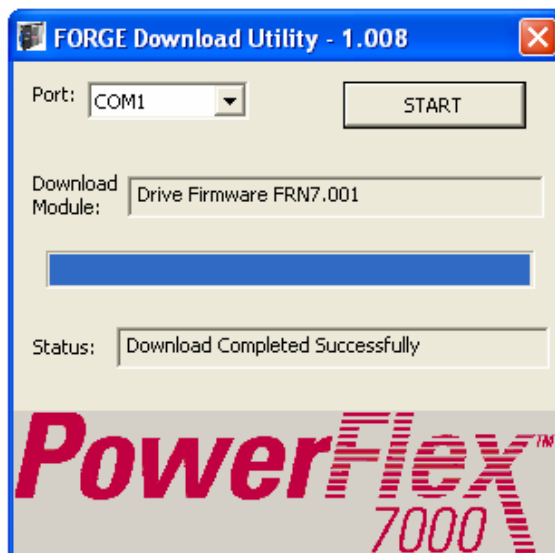 FORGE Download Utility - 1.008
Port: COM1 START
Download Module: Drive Firmware FRN7.001
Status: Download Completed Successfully
PowerFlex™
7000